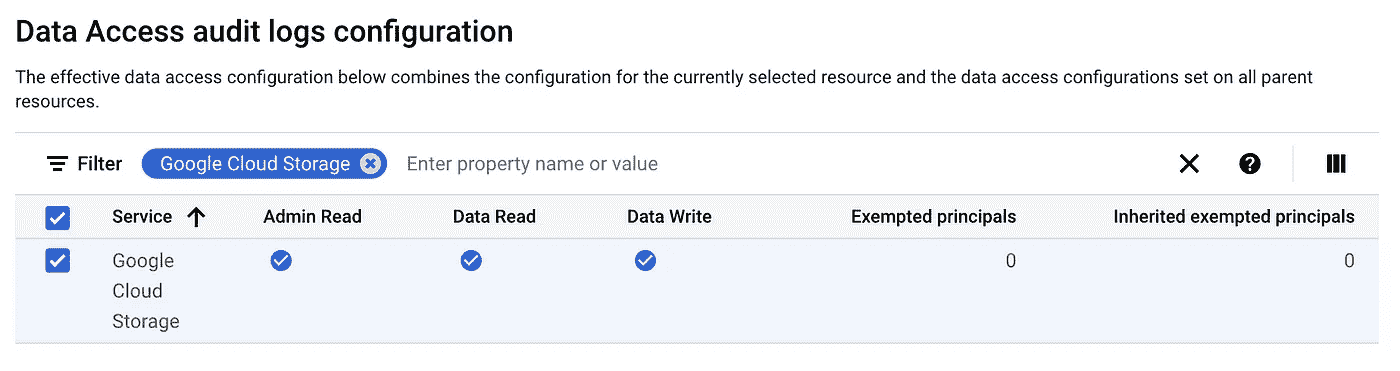 Data Access audit logs configuration
The effective data access configuration below combines the configuration for the currently selected resource and the data access configurations set on all parent
resources.
Filter Google Cloud Storage Enter property name or value
Service Admin Read Data Read Data Write Exempted principals Inherited exempted principals
Google 0 0
Cloud
Storage